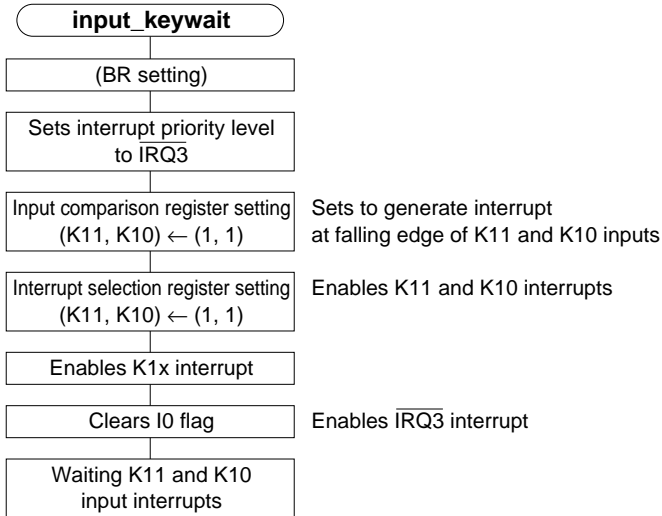 input_keywait
(BR setting)
Sets interrupt priority level
to IRQ3
Input comparison register setting
(K11, K10) ← (1, 1)
Sets to generate interrupt
at falling edge of K11 and K10 inputs
Interrupt selection register setting
(K11, K10) ← (1, 1)
Enables K11 and K10 interrupts
Enables K1x interrupt
Clears I0 flag
Enables IRQ3 interrupt
Waiting K11 and K10
input interrupts